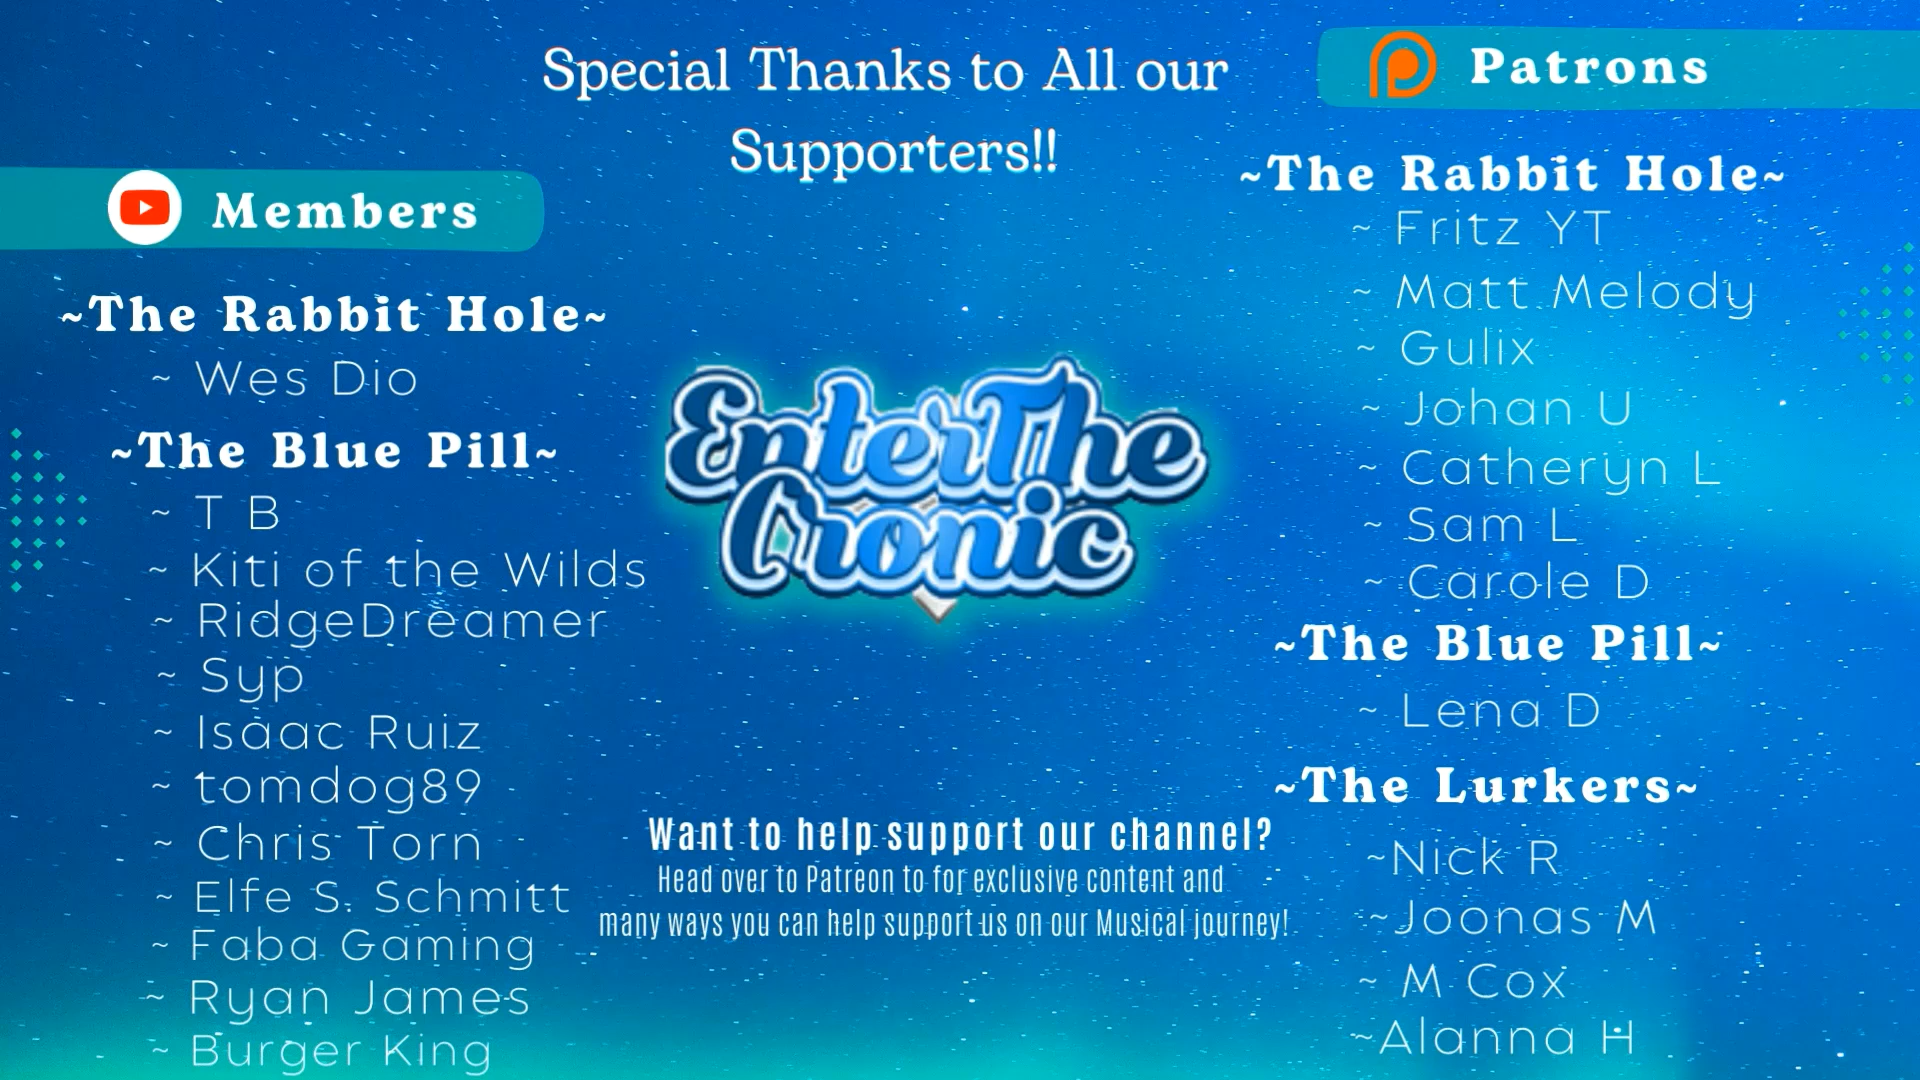 Special Thanks to All our
Supporters!!
Members
~The Rabbit Hole~
~ Wes Dio
~The Blue Pill~
~ T B
~ Kiti of the Wilds
~ RidgeDreamer
~ Syp
~ Isaac Ruiz
~ tomdog89
~ Chris Torn
~ Elfe S. Schmitt
~ Faba Gaming
~ Ryan James
~ Burger King
EnterThe
Cronic
Want to help support our channel?
Head over to Patreon to for exclusive content and
many ways you can help support us on our Musical journey!
Patrons
~The Rabbit Hole~
~ Fritz YT
~ Matt Melody
~ Gulix
~ Johan U
~ Catheryn L
~ Sam L
~ Carole D
~The Blue Pill~
~ Lena D
~The Lurkers~
~Nick R
~Joonas M
~ M Cox
~Alanna H